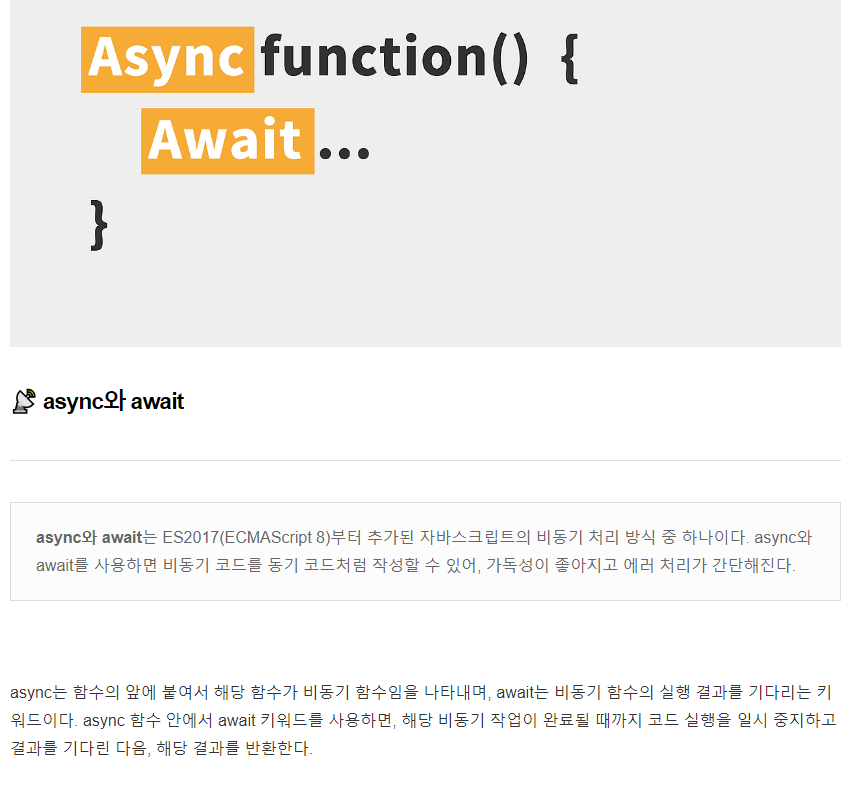 Async function() {
Await ...
}
async와 await
async와 await는 ES2017(ECMAScript 8)부터 추가된 자바스크립트의 비동기 처리 방식 중 하나이다. async와
await를 사용하면 비동기 코드를 동기 코드처럼 작성할 수 있어, 가독성이 좋아지고 에러 처리가 간단해진다.
async는 함수의 앞에 붙여서 해당 함수가 비동기 함수임을 나타내며, await는 비동기 함수의 실행 결과를 기다리는 키
워드이다. async 함수 안에서 await 키워드를 사용하면, 해당 비동기 작업이 완료될 때까지 코드 실행을 일시 중지하고
결과를 기다린 다음, 해당 결과를 반환한다.